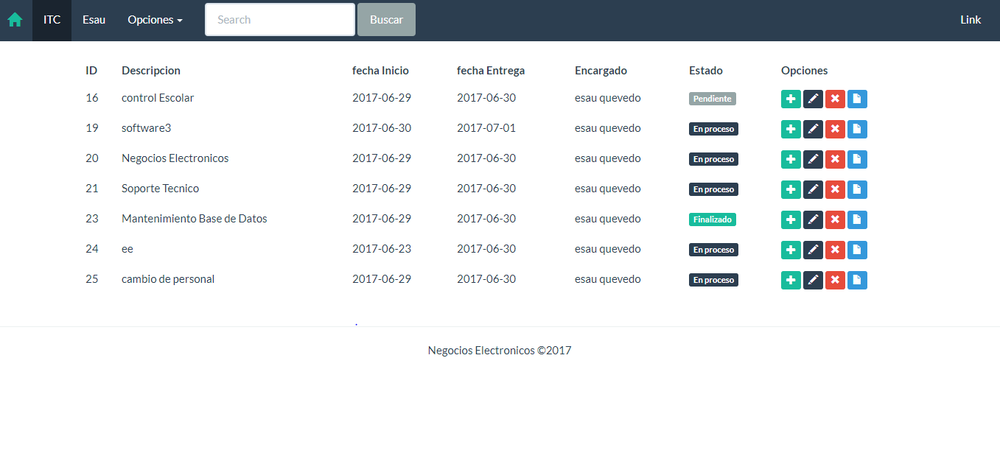 ITC Esau Opciones Search Buscar Link
ID Descripcion fecha Inicio fecha Entrega Encargado Estado Opciones
16 control Escolar 2017-06-29 2017-06-30 esau quevedo Pendiente
19 software3 2017-06-30 2017-07-01 esau quevedo En proceso
20 Negocios Electronicos 2017-06-29 2017-06-30 esau quevedo En proceso
21 Soporte Tecnico 2017-06-29 2017-06-30 esau quevedo En proceso
23 Mantenimiento Base de Datos 2017-06-29 2017-06-30 esau quevedo Finalizado
24 ee 2017-06-23 2017-06-30 esau quevedo En proceso
25 cambio de personal 2017-06-29 2017-06-30 esau quevedo En proceso
Negocios Electronicos ©2017